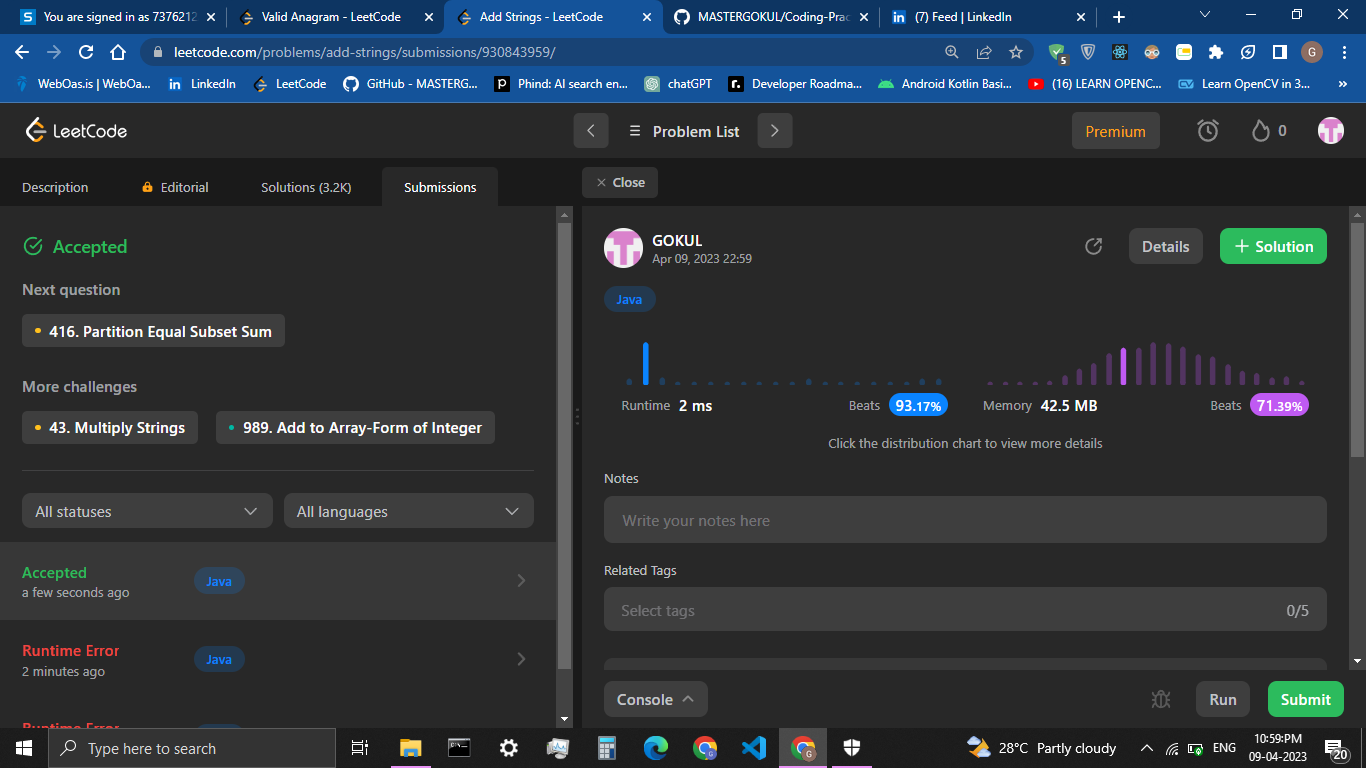 You are signed in as 7376212
Valid Anagram - LeetCode
Add Strings - LeetCode
MASTERGOKUL/Coding-Prac
(7) Feed | LinkedIn
leetcode.com/problems/add-strings/submissions/930843959/
5
G
WebOas.is | WebOa...
LinkedIn
LeetCode
GitHub - MASTERG...
Phind: AI search en...
chatGPT
Developer Roadma...
Android Kotlin Basi...
(16) LEARN OPENC...
Learn OpenCV in 3...
»
LeetCode
Problem List
Premium
0
Description
Editorial
Solutions (3.2K)
Submissions
Close
Accepted
Next question
416. Partition Equal Subset Sum
More challenges
43. Multiply Strings
989. Add to Array-Form of Integer
All statuses
All languages
Accepted
a few seconds ago
Java
Runtime Error
2 minutes ago
Java
Runtime Error
GOKUL
Apr 09, 2023 22:59
Details
Solution
Java
Runtime 2 ms
Beats 93.17%
Memory 42.5 MB
Beats 71.39%
Click the distribution chart to view more details
Notes
Write your notes here
Related Tags
Select tags
0/5
Console
Run
Submit
Type here to search
28°C Partly cloudy
ENG
10:59PM
09-04-2023
20